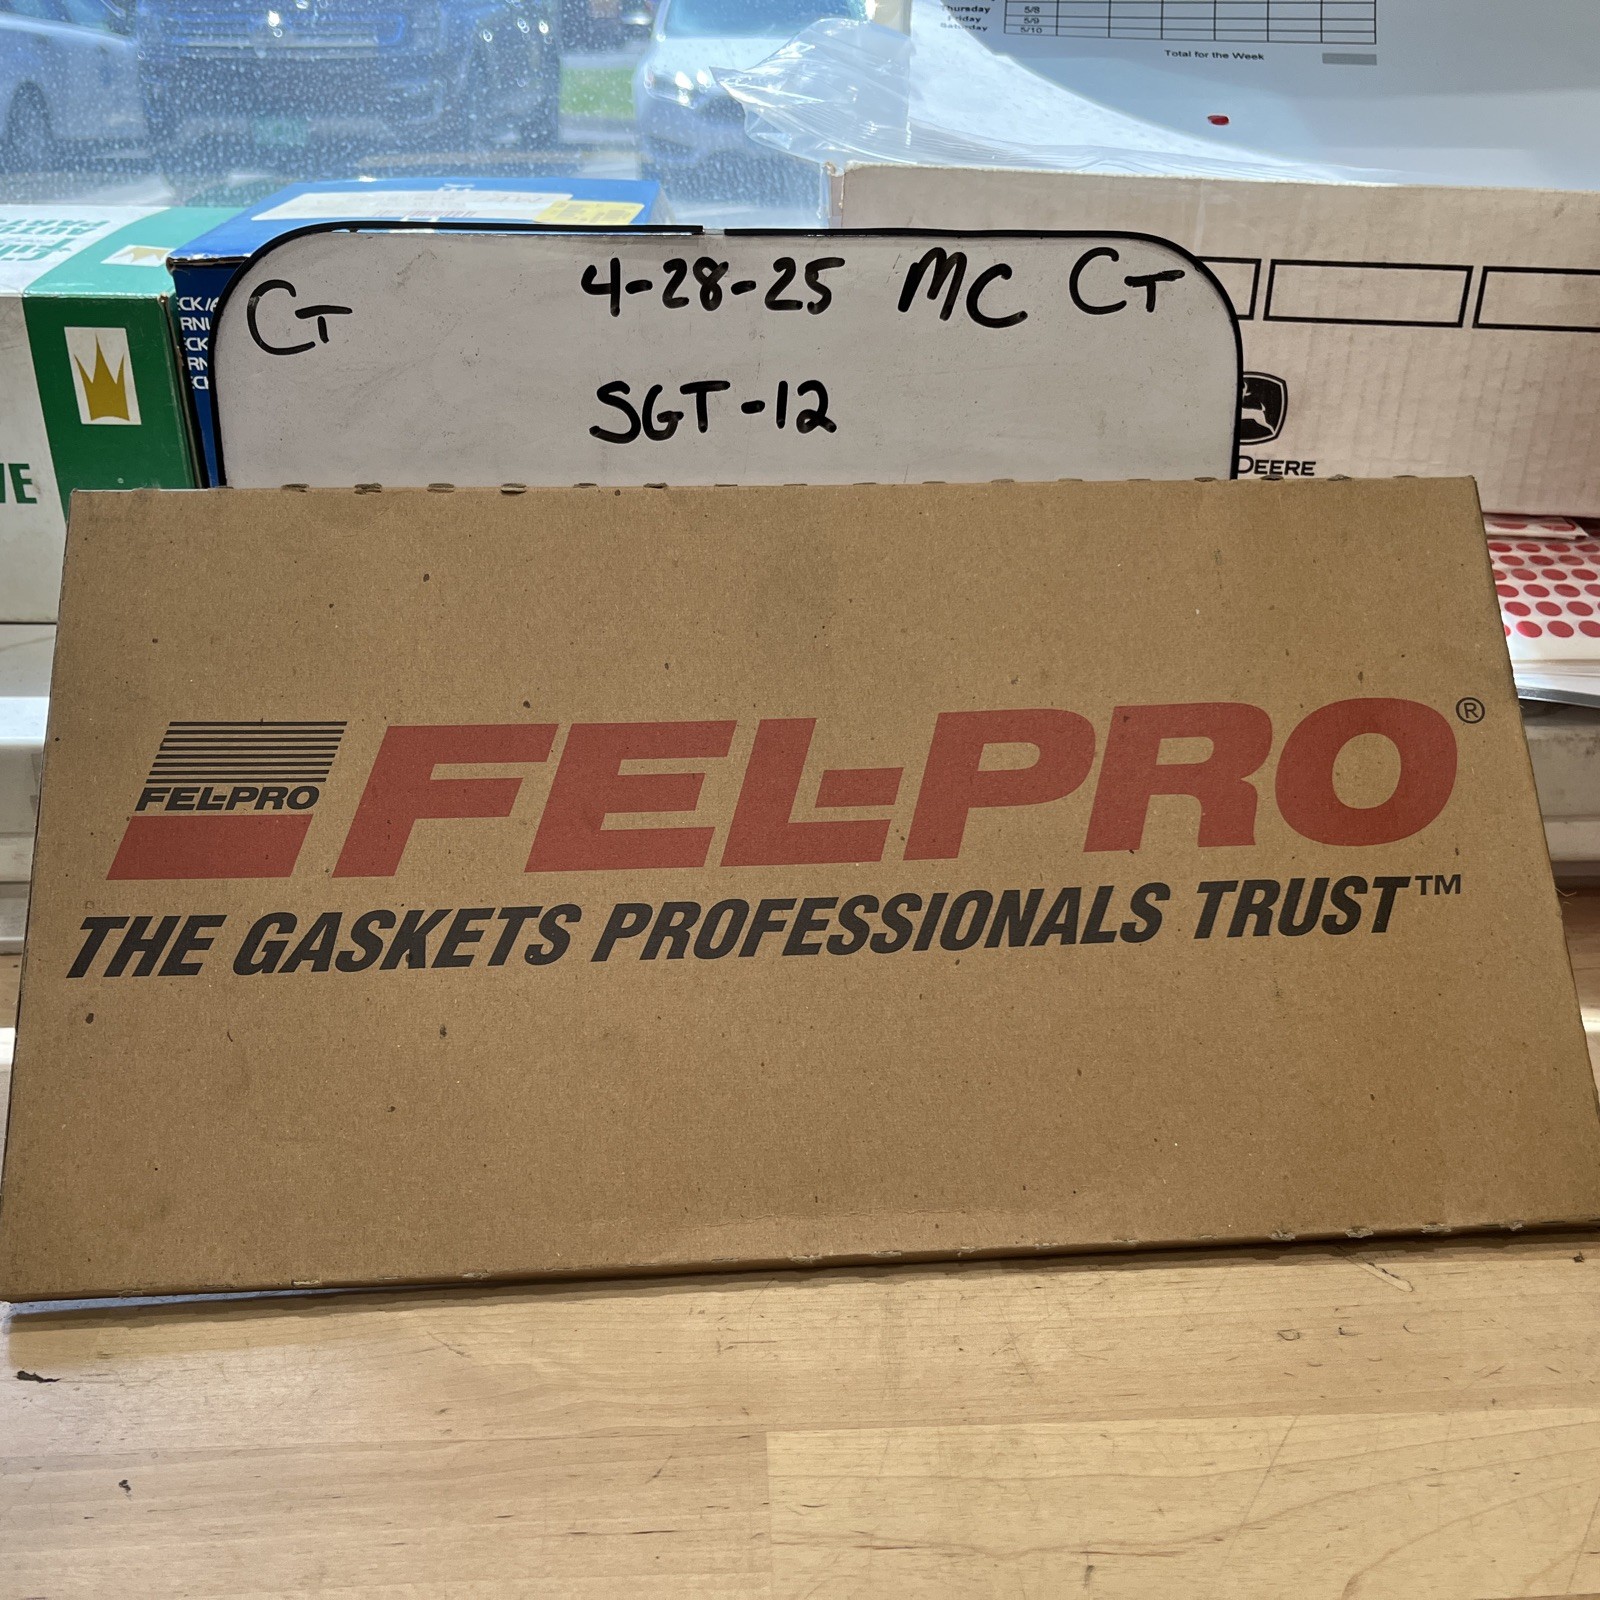 Thursday 5/8
Friday 5/9
Saturday 5/10
Total for the Week
CT 4-28-25 MC CT
SGT-12
DEERE
FEL-PRO
FEL-PRO®
THE GASKETS PROFESSIONALS TRUST™